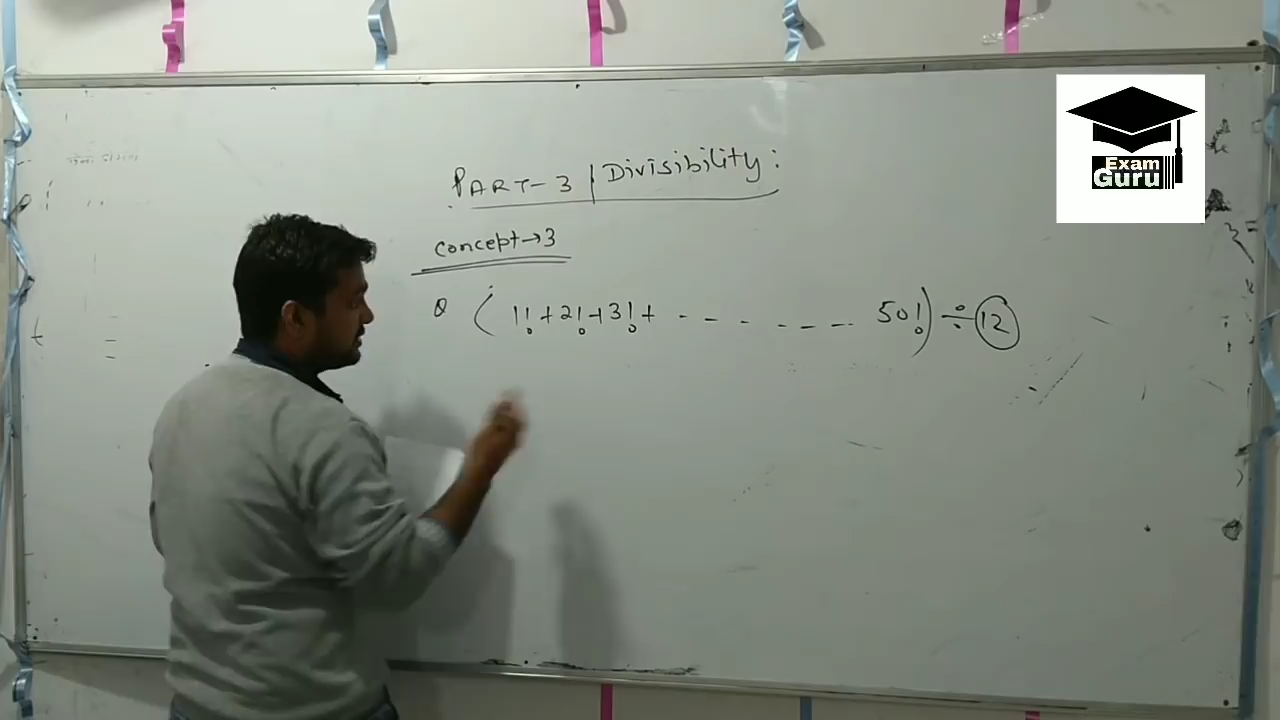 PART-3 | Divisibility:
Exam
Guru
concept→3
Q ( 1! + 2! + 3! + - - - - - - 50! ) ÷ 12